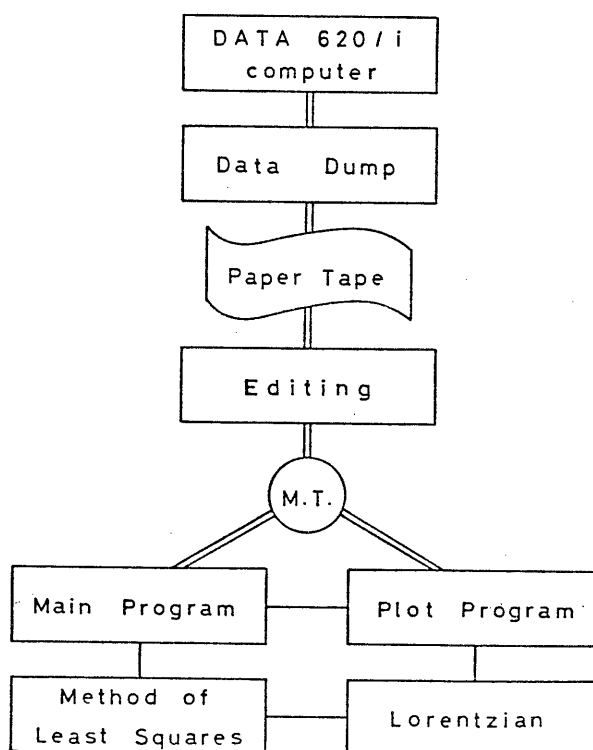 DATA 620/i
computer
Data Dump
Paper Tape
Editing
M.T.
Main Program
Plot Program
Method of
Least Squares
Lorentzian